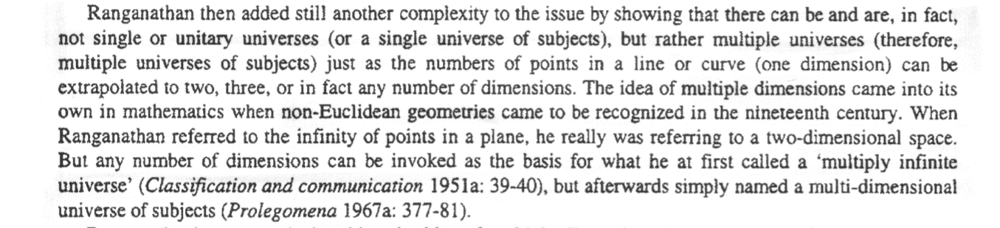 Ranganathan then added still another complexity to the issue by showing that there can be and are, in fact,
not single or unitary universes (or a single universe of subjects), but rather multiple universes (therefore,
multiple universes of subjects) just as the numbers of points in a line or curve (one dimension) can be
extrapolated to two, three, or in fact any number of dimensions. The idea of multiple dimensions came into its
own in mathematics when non-Euclidean geometries came to be recognized in the nineteenth century. When
Ranganathan referred to the infinity of points in a plane, he really was referring to a two-dimensional space.
But any number of dimensions can be invoked as the basis for what he at first called a ‘multiply infinite
universe’ (Classification and communication 1951a: 39-40), but afterwards simply named a multi-dimensional
universe of subjects (Prolegomena 1967a: 377-81).